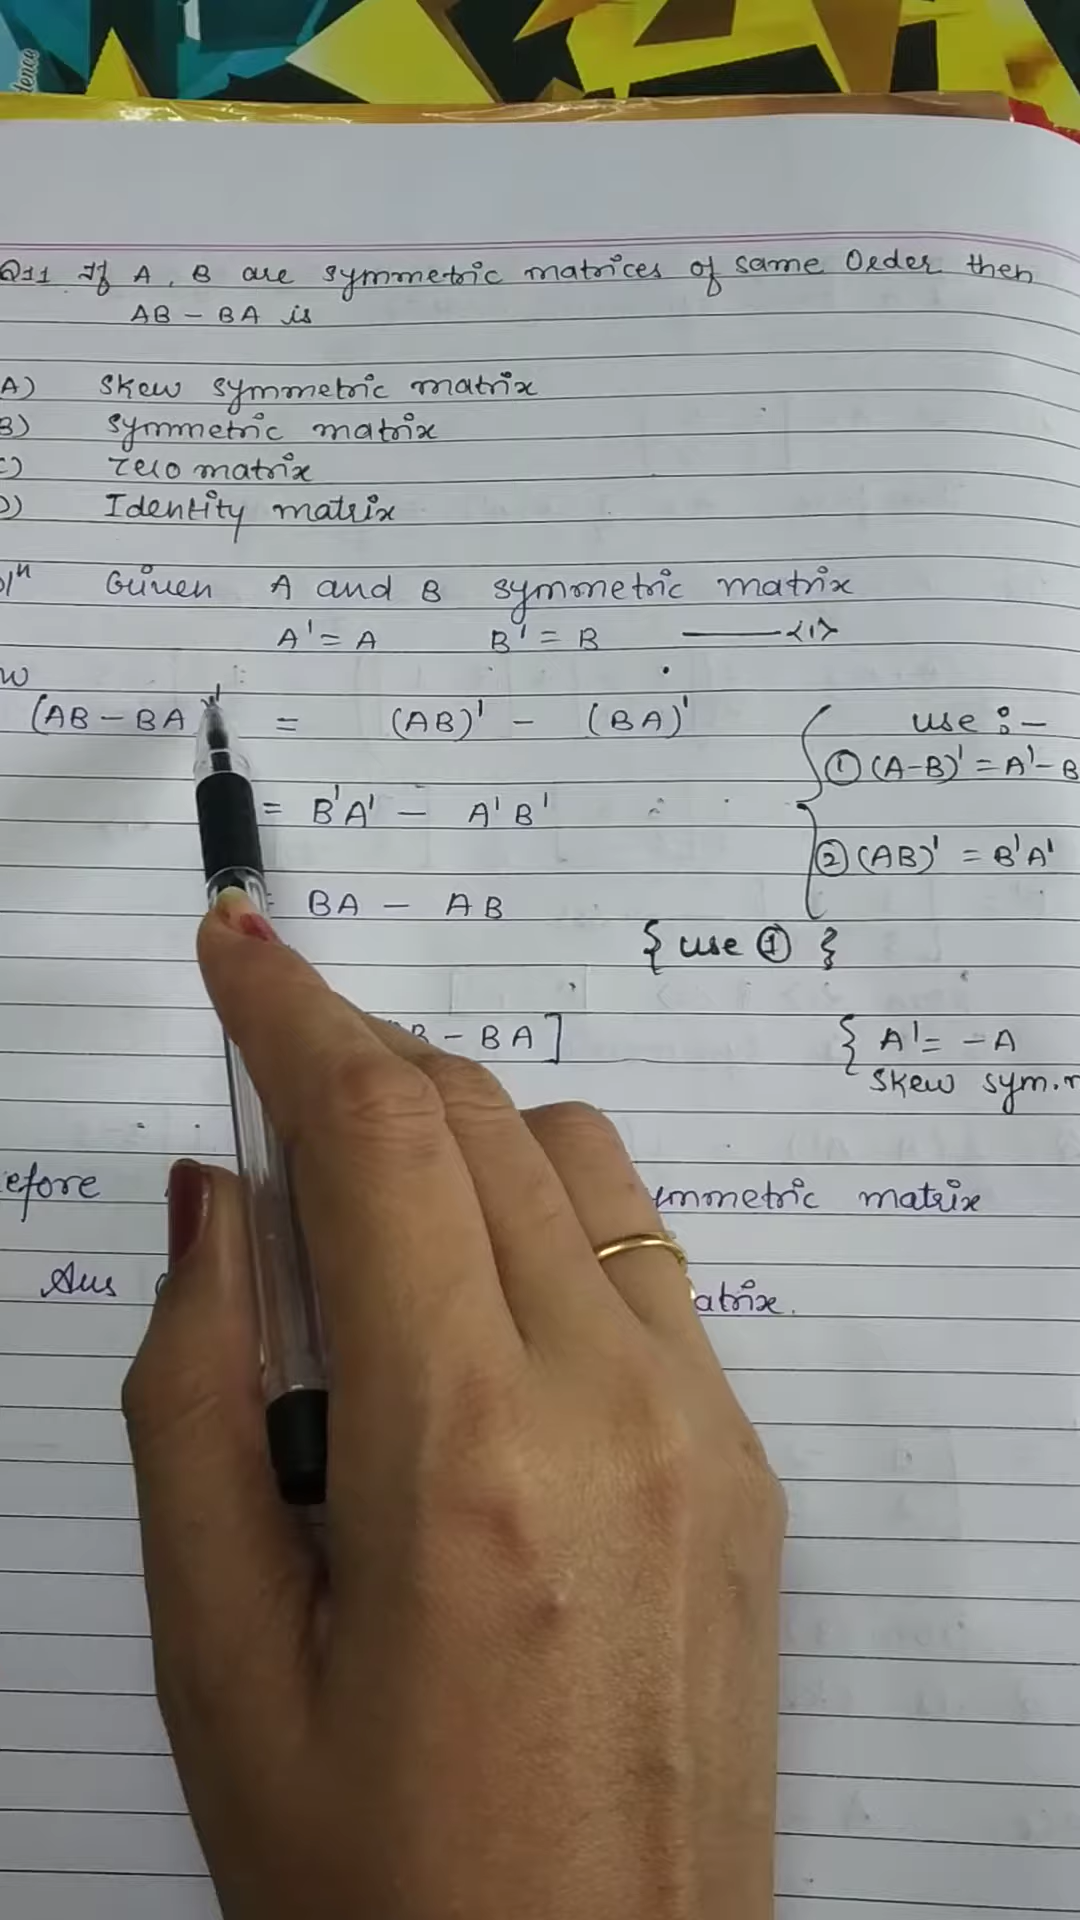 tence
Q11 If A, B are symmetric matrices of same Order then
AB - BA is
A) Skew symmetric matrix
B) symmetric matrix
C) Zero matrix
D) Identity matrix
Given A and B symmetric matrix
A' = A B' = B ——— <1>
w
(AB - BA)' = (AB)' - (BA)'
use :-
① (A-B)' = A' - B
= B'A' - A'B'
② (AB)' = B'A'
= BA - AB
{ use ① }
B - BA]
{ A' = -A
Skew sym.
efore mmetric matrix
Ans atrix.